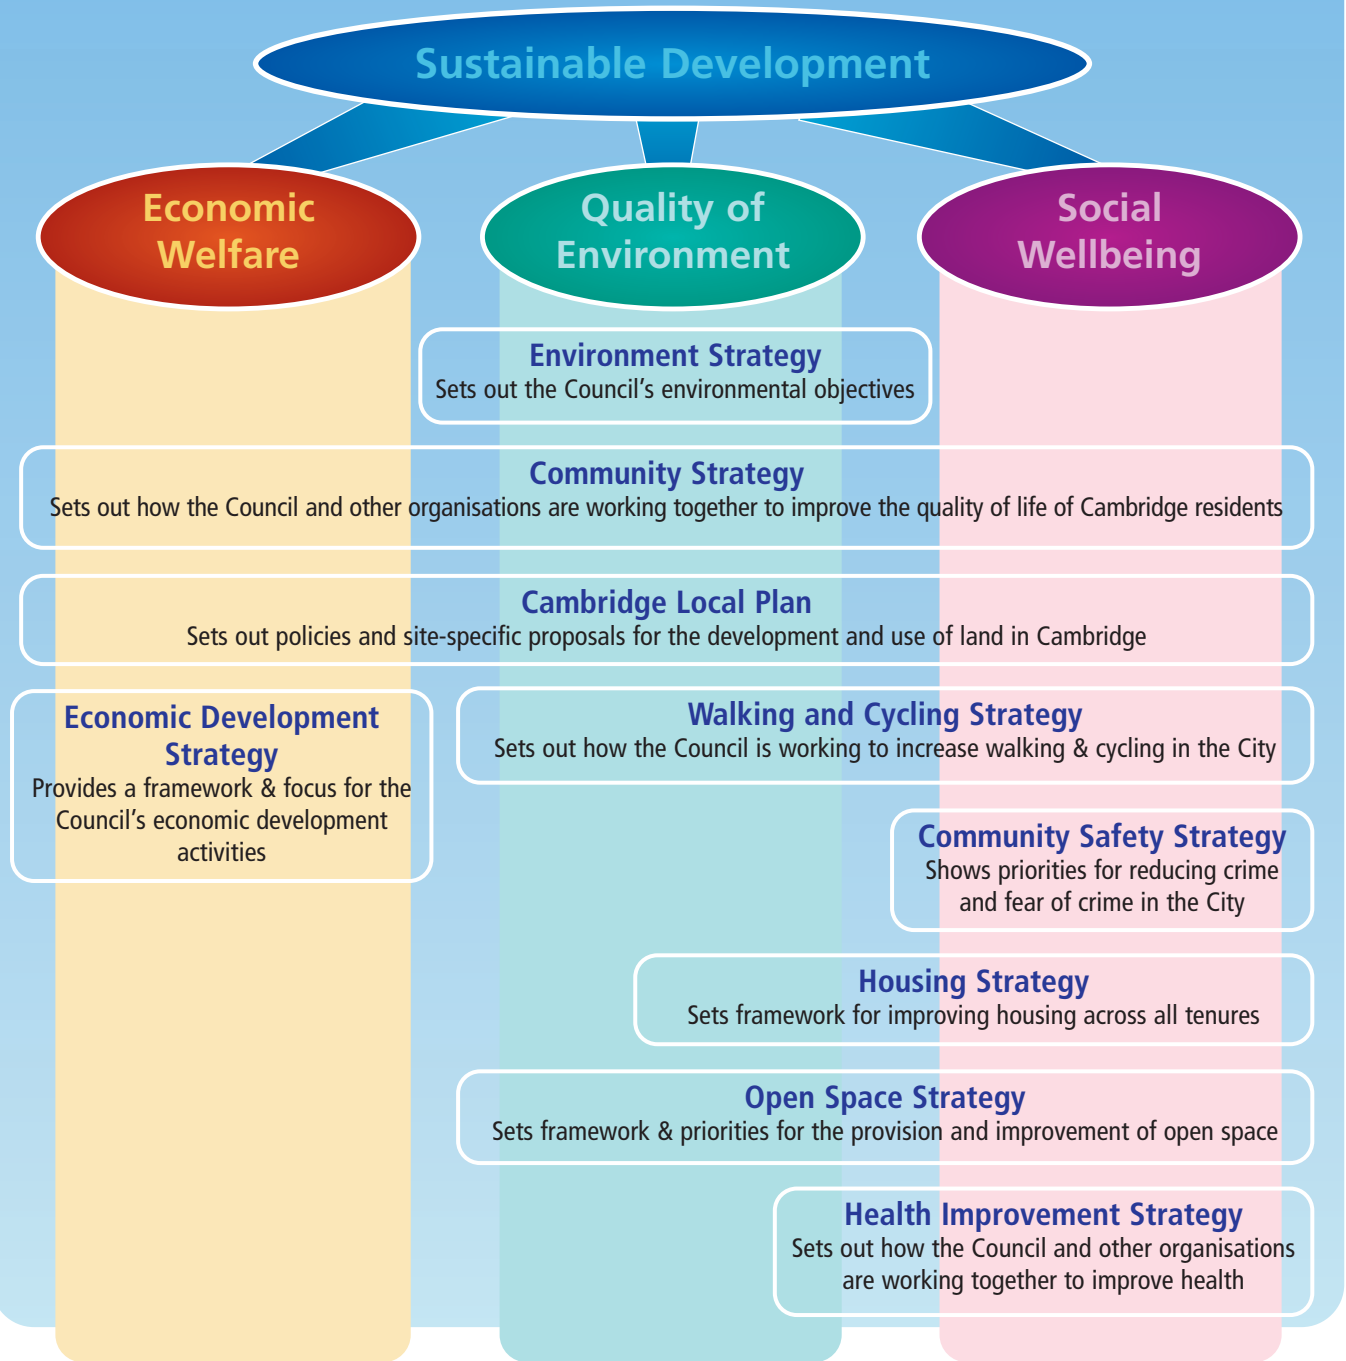 Sustainable Development
Economic
Welfare
Quality of
Environment
Social
Wellbeing
Environment Strategy
Sets out the Council’s environmental objectives
Community Strategy
Sets out how the Council and other organisations are working together to improve the quality of life of Cambridge residents
Cambridge Local Plan
Sets out policies and site-specific proposals for the development and use of land in Cambridge
Economic Development
Strategy
Provides a framework & focus for the
Council’s economic development
activities
Walking and Cycling Strategy
Sets out how the Council is working to increase walking & cycling in the City
Community Safety Strategy
Shows priorities for reducing crime
and fear of crime in the City
Housing Strategy
Sets framework for improving housing across all tenures
Open Space Strategy
Sets framework & priorities for the provision and improvement of open space
Health Improvement Strategy
Sets out how the Council and other organisations
are working together to improve health